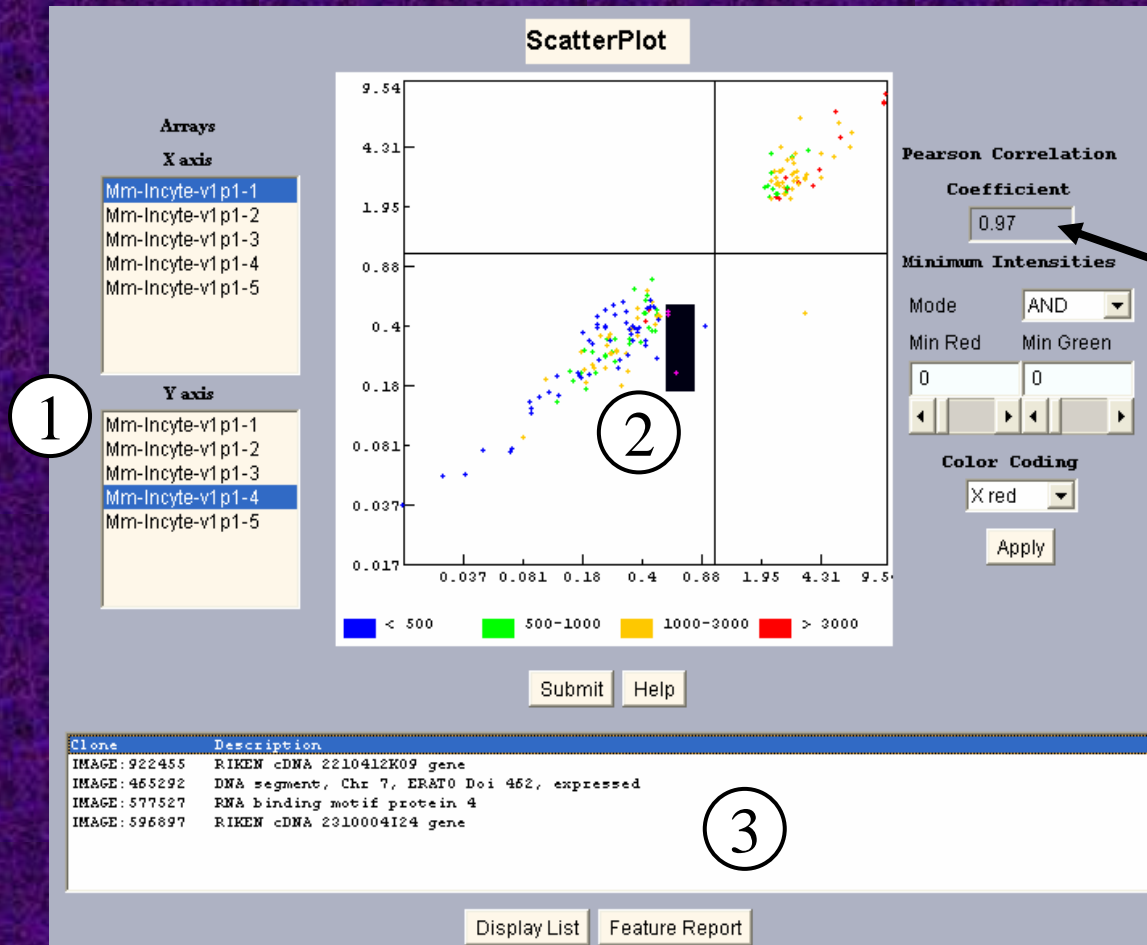 ScatterPlot
Arrays
X axis
Mm-Incyte-v1p1-1
Mm-Incyte-v1p1-2
Mm-Incyte-v1p1-3
Mm-Incyte-v1p1-4
Mm-Incyte-v1p1-5
1
Y axis
Mm-Incyte-v1p1-1
Mm-Incyte-v1p1-2
Mm-Incyte-v1p1-3
Mm-Incyte-v1p1-4
Mm-Incyte-v1p1-5
9.54
4.31
1.95
0.88
0.4
0.18
0.081
0.037
0.017
2
0.037 0.081 0.18 0.4 0.88 1.95 4.31 9.5
< 500 500-1000 1000-3000 > 3000
Pearson Correlation
Coefficient
0.97
Minimum Intensities
Mode AND
Min Red Min Green
0 0
Color Coding
X red
Apply
Submit Help
Clone Description
IMAGE:922455 RIKEN cDNA 2210412K09 gene
IMAGE:465292 DNA segment, Chr 7, ERATO Doi 462, expressed
IMAGE:577527 RNA binding motif protein 4
IMAGE:596897 RIKEN cDNA 2310004I24 gene
3
Display List Feature Report